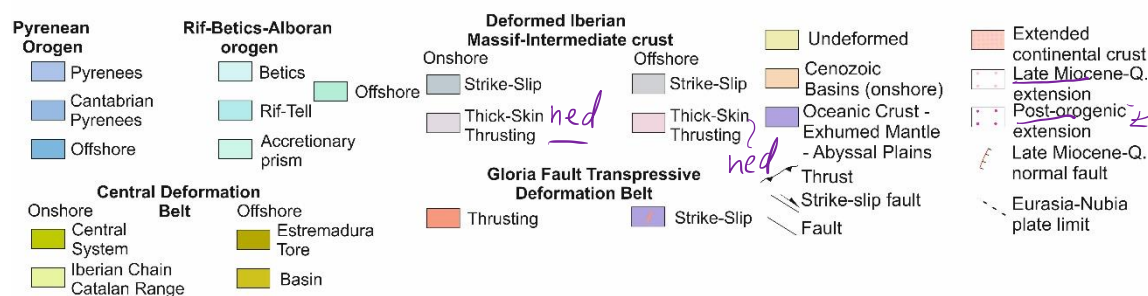 Pyrenean
Orogen
Pyrenees
Cantabrian
Pyrenees
Offshore
Rif-Betics-Alboran
orogen
Betics
Rif-Tell
Accretionary
prism
Offshore
Central Deformation
Belt
Onshore
Central
System
Iberian Chain
Catalan Range
Offshore
Estremadura
Tore
Basin
Deformed Iberian
Massif-Intermediate crust
Onshore
Strike-Slip
Thick-Skin
Thrusting
ned
Offshore
Strike-Slip
Thick-Skin
Thrusting
ned
Gloria Fault Transpressive
Deformation Belt
Thrusting
Strike-Slip
Undeformed
Cenozoic
Basins (onshore)
Oceanic Crust -
Exhumed Mantle
- Abyssal Plains
Thrust
Strike-slip fault
Fault
Extended
continental crust
Late Miocene-Q.
extension
Post-orogenic
extension
Late Miocene-Q.
normal fault
Eurasia-Nubia
plate limit